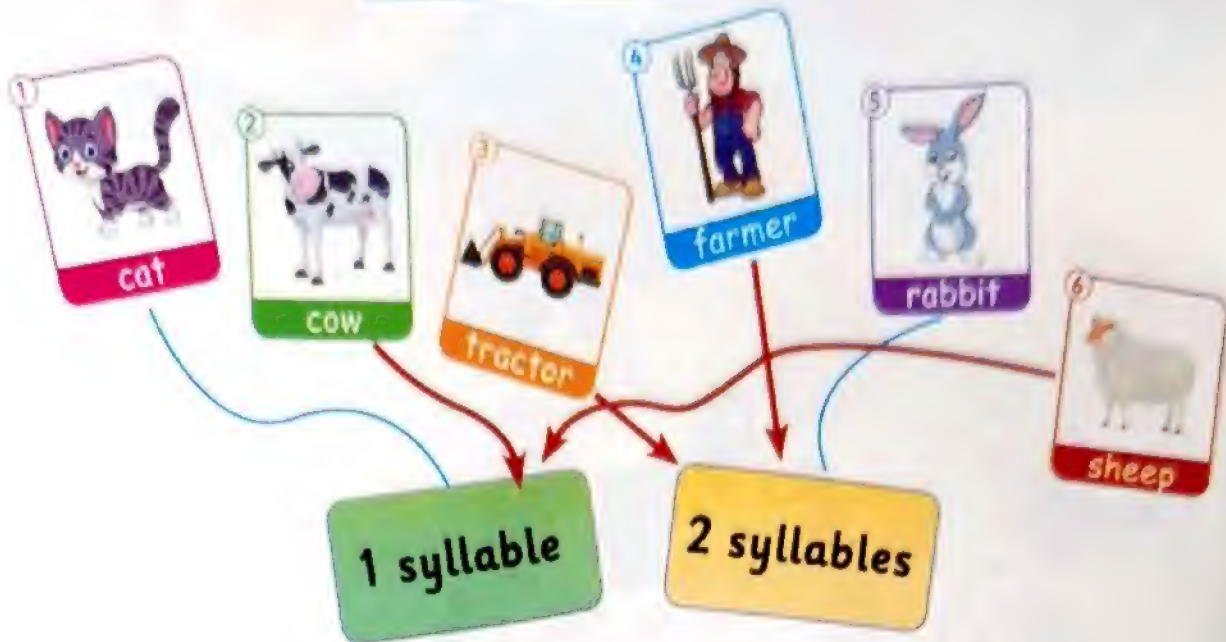 1
cat
2
cow
3
tractor
4
farmer
5
rabbit
6
sheep
1 syllable
2 syllables